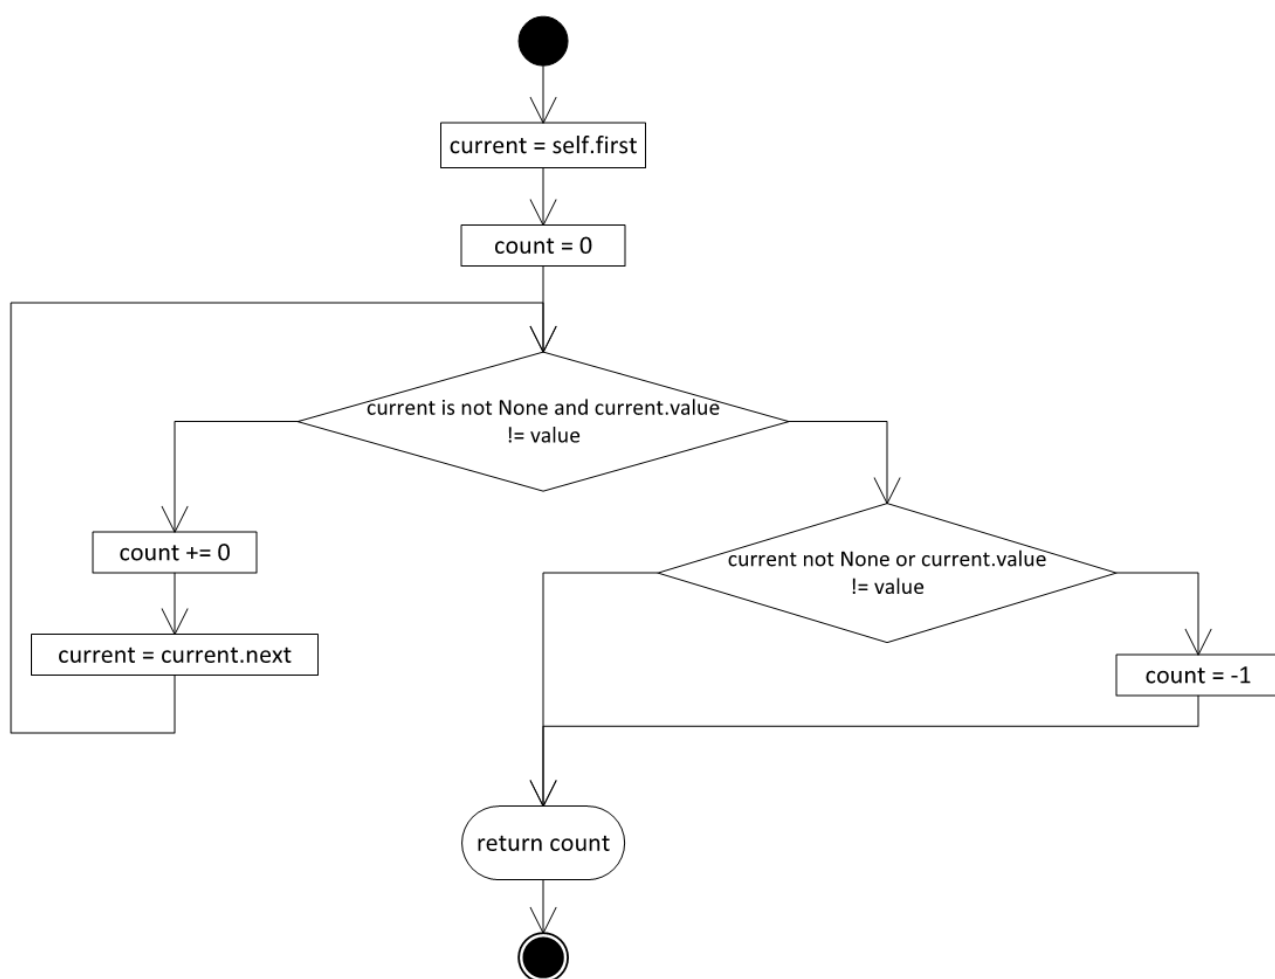 current = self.first
count = 0
current is not None and current.value
!= value
count += 0
current = current.next
current not None or current.value
!= value
count = -1
return count